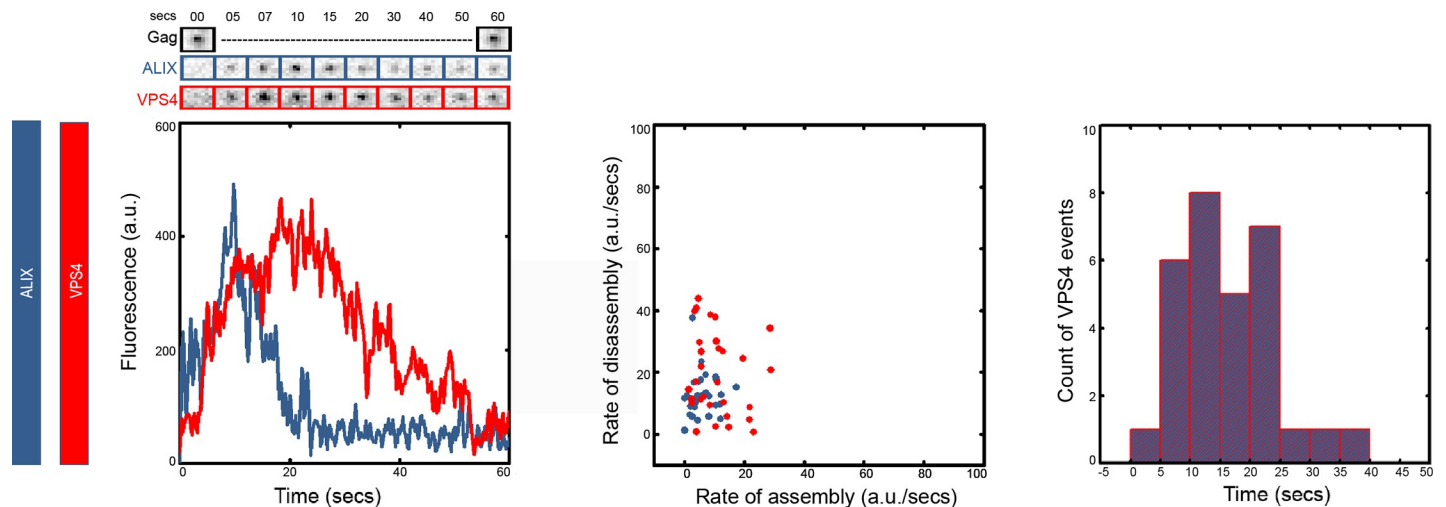 secs 00 05 07 10 15 20 30 40 50 60
Gag
ALIX
VPS4
ALIX
VPS4
Fluorescence (a.u.)
600
400
200
0
0 20 40 60
Time (secs)
Rate of disassembly (a.u./secs)
100
80
60
40
20
0
0 20 40 60 80 100
Rate of assembly (a.u./secs)
Count of VPS4 events
10
8
6
4
2
0
-5 0 5 10 15 20 25 30 35 40 45 50
Time (secs)